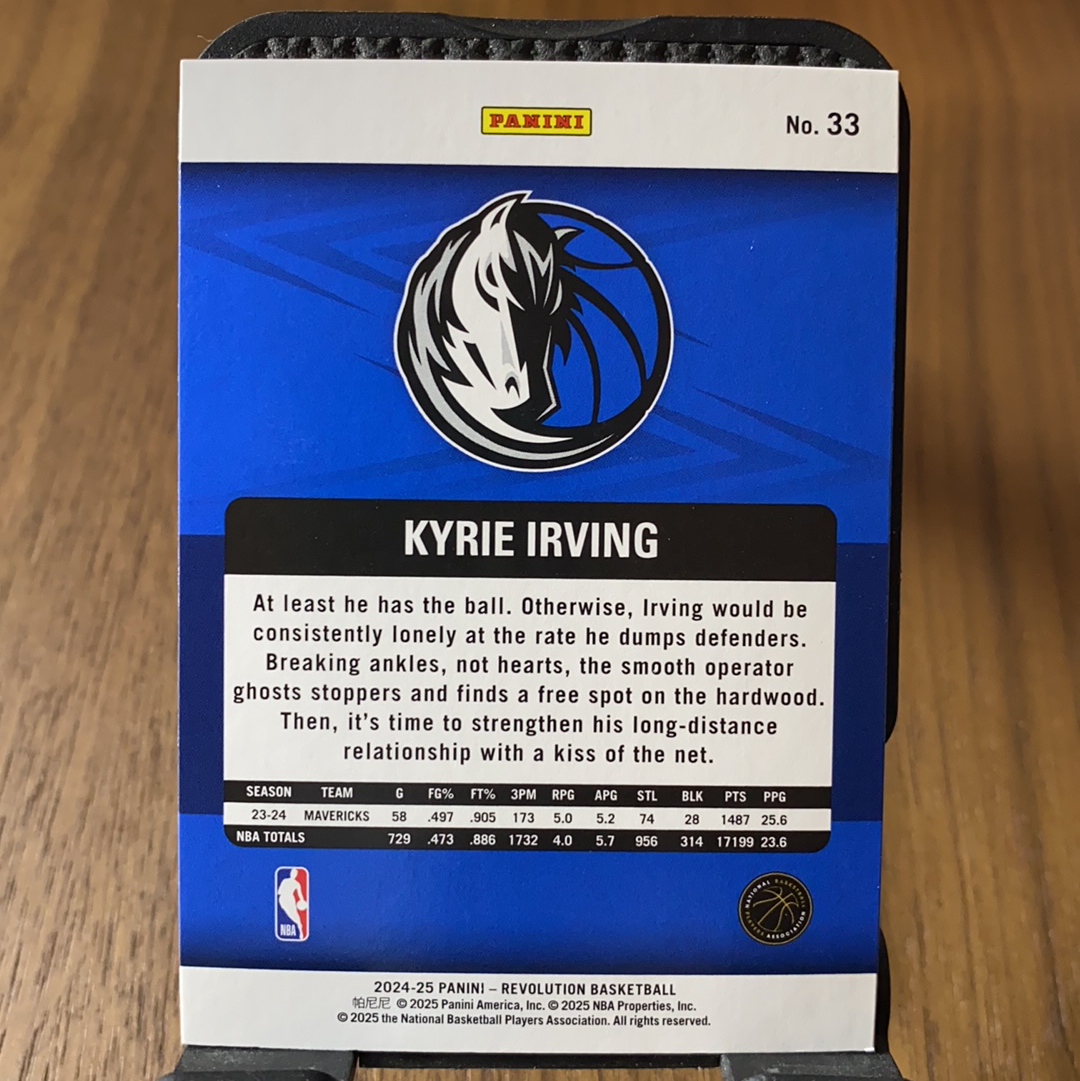 PANINI
No. 33
KYRIE IRVING
At least he has the ball. Otherwise, Irving would be
consistently lonely at the rate he dumps defenders.
Breaking ankles, not hearts, the smooth operator
ghosts stoppers and finds a free spot on the hardwood.
Then, it's time to strengthen his long-distance
relationship with a kiss of the net.
SEASON TEAM G FG% FT% 3PM RPG APG STL BLK PTS PPG
23-24 MAVERICKS 58 .497 .905 173 5.0 5.2 74 28 1487 25.6
NBA TOTALS 729 .473 .886 1732 4.0 5.7 956 314 17199 23.6
NBA
NATIONAL BASKETBALL PLAYERS ASSOCIATION
2024-25 PANINI – REVOLUTION BASKETBALL
帕尼尼 © 2025 Panini America, Inc. © 2025 NBA Properties, Inc.
© 2025 the National Basketball Players Association. All rights reserved.